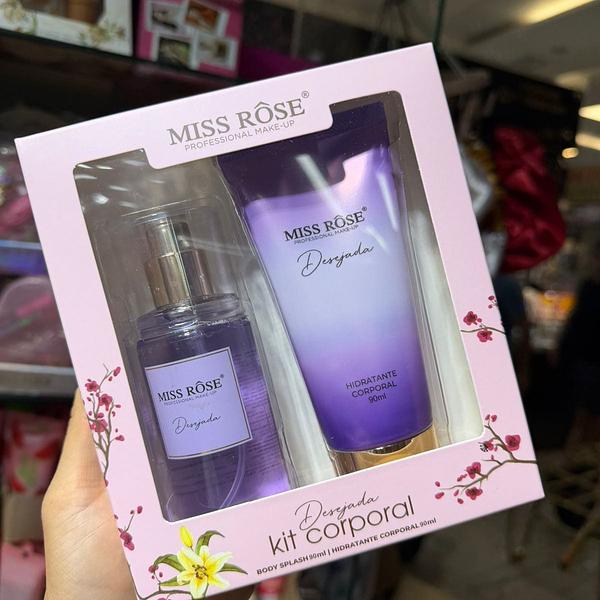 MISS RÔSE®
PROFESSIONAL MAKE-UP
MISS RÔSE®
PROFESSIONAL MAKE-UP
Desejada
HIDRATANTE
CORPORAL
90ml
MISS RÔSE®
PROFESSIONAL MAKE-UP
Desejada
Desejada
kit corporal
BODY SPLASH 90ml | HIDRATANTE CORPORAL 90ml